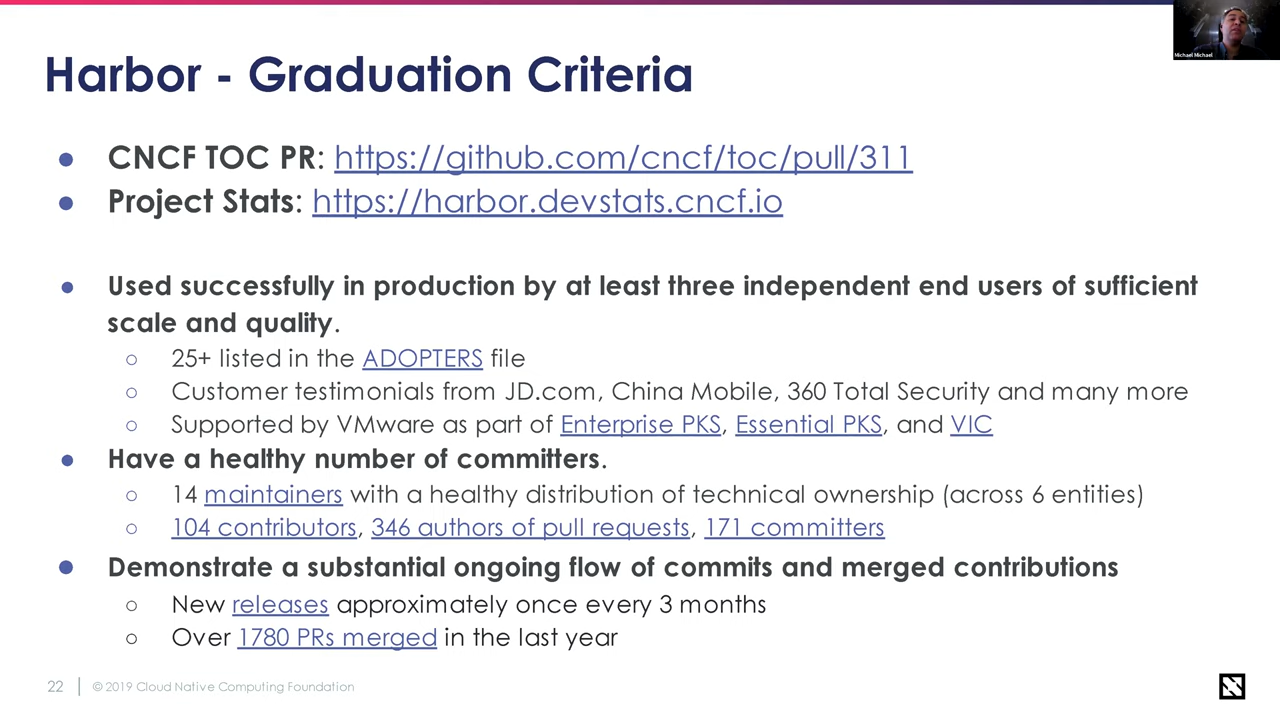 Michael Michael
Harbor - Graduation Criteria
● CNCF TOC PR: https://github.com/cncf/toc/pull/311
● Project Stats: https://harbor.devstats.cncf.io
● Used successfully in production by at least three independent end users of sufficient
scale and quality.
○ 25+ listed in the ADOPTERS file
○ Customer testimonials from JD.com, China Mobile, 360 Total Security and many more
○ Supported by VMware as part of Enterprise PKS, Essential PKS, and VIC
● Have a healthy number of committers.
○ 14 maintainers with a healthy distribution of technical ownership (across 6 entities)
○ 104 contributors, 346 authors of pull requests, 171 committers
● Demonstrate a substantial ongoing flow of commits and merged contributions
○ New releases approximately once every 3 months
○ Over 1780 PRs merged in the last year
22 | © 2019 Cloud Native Computing Foundation